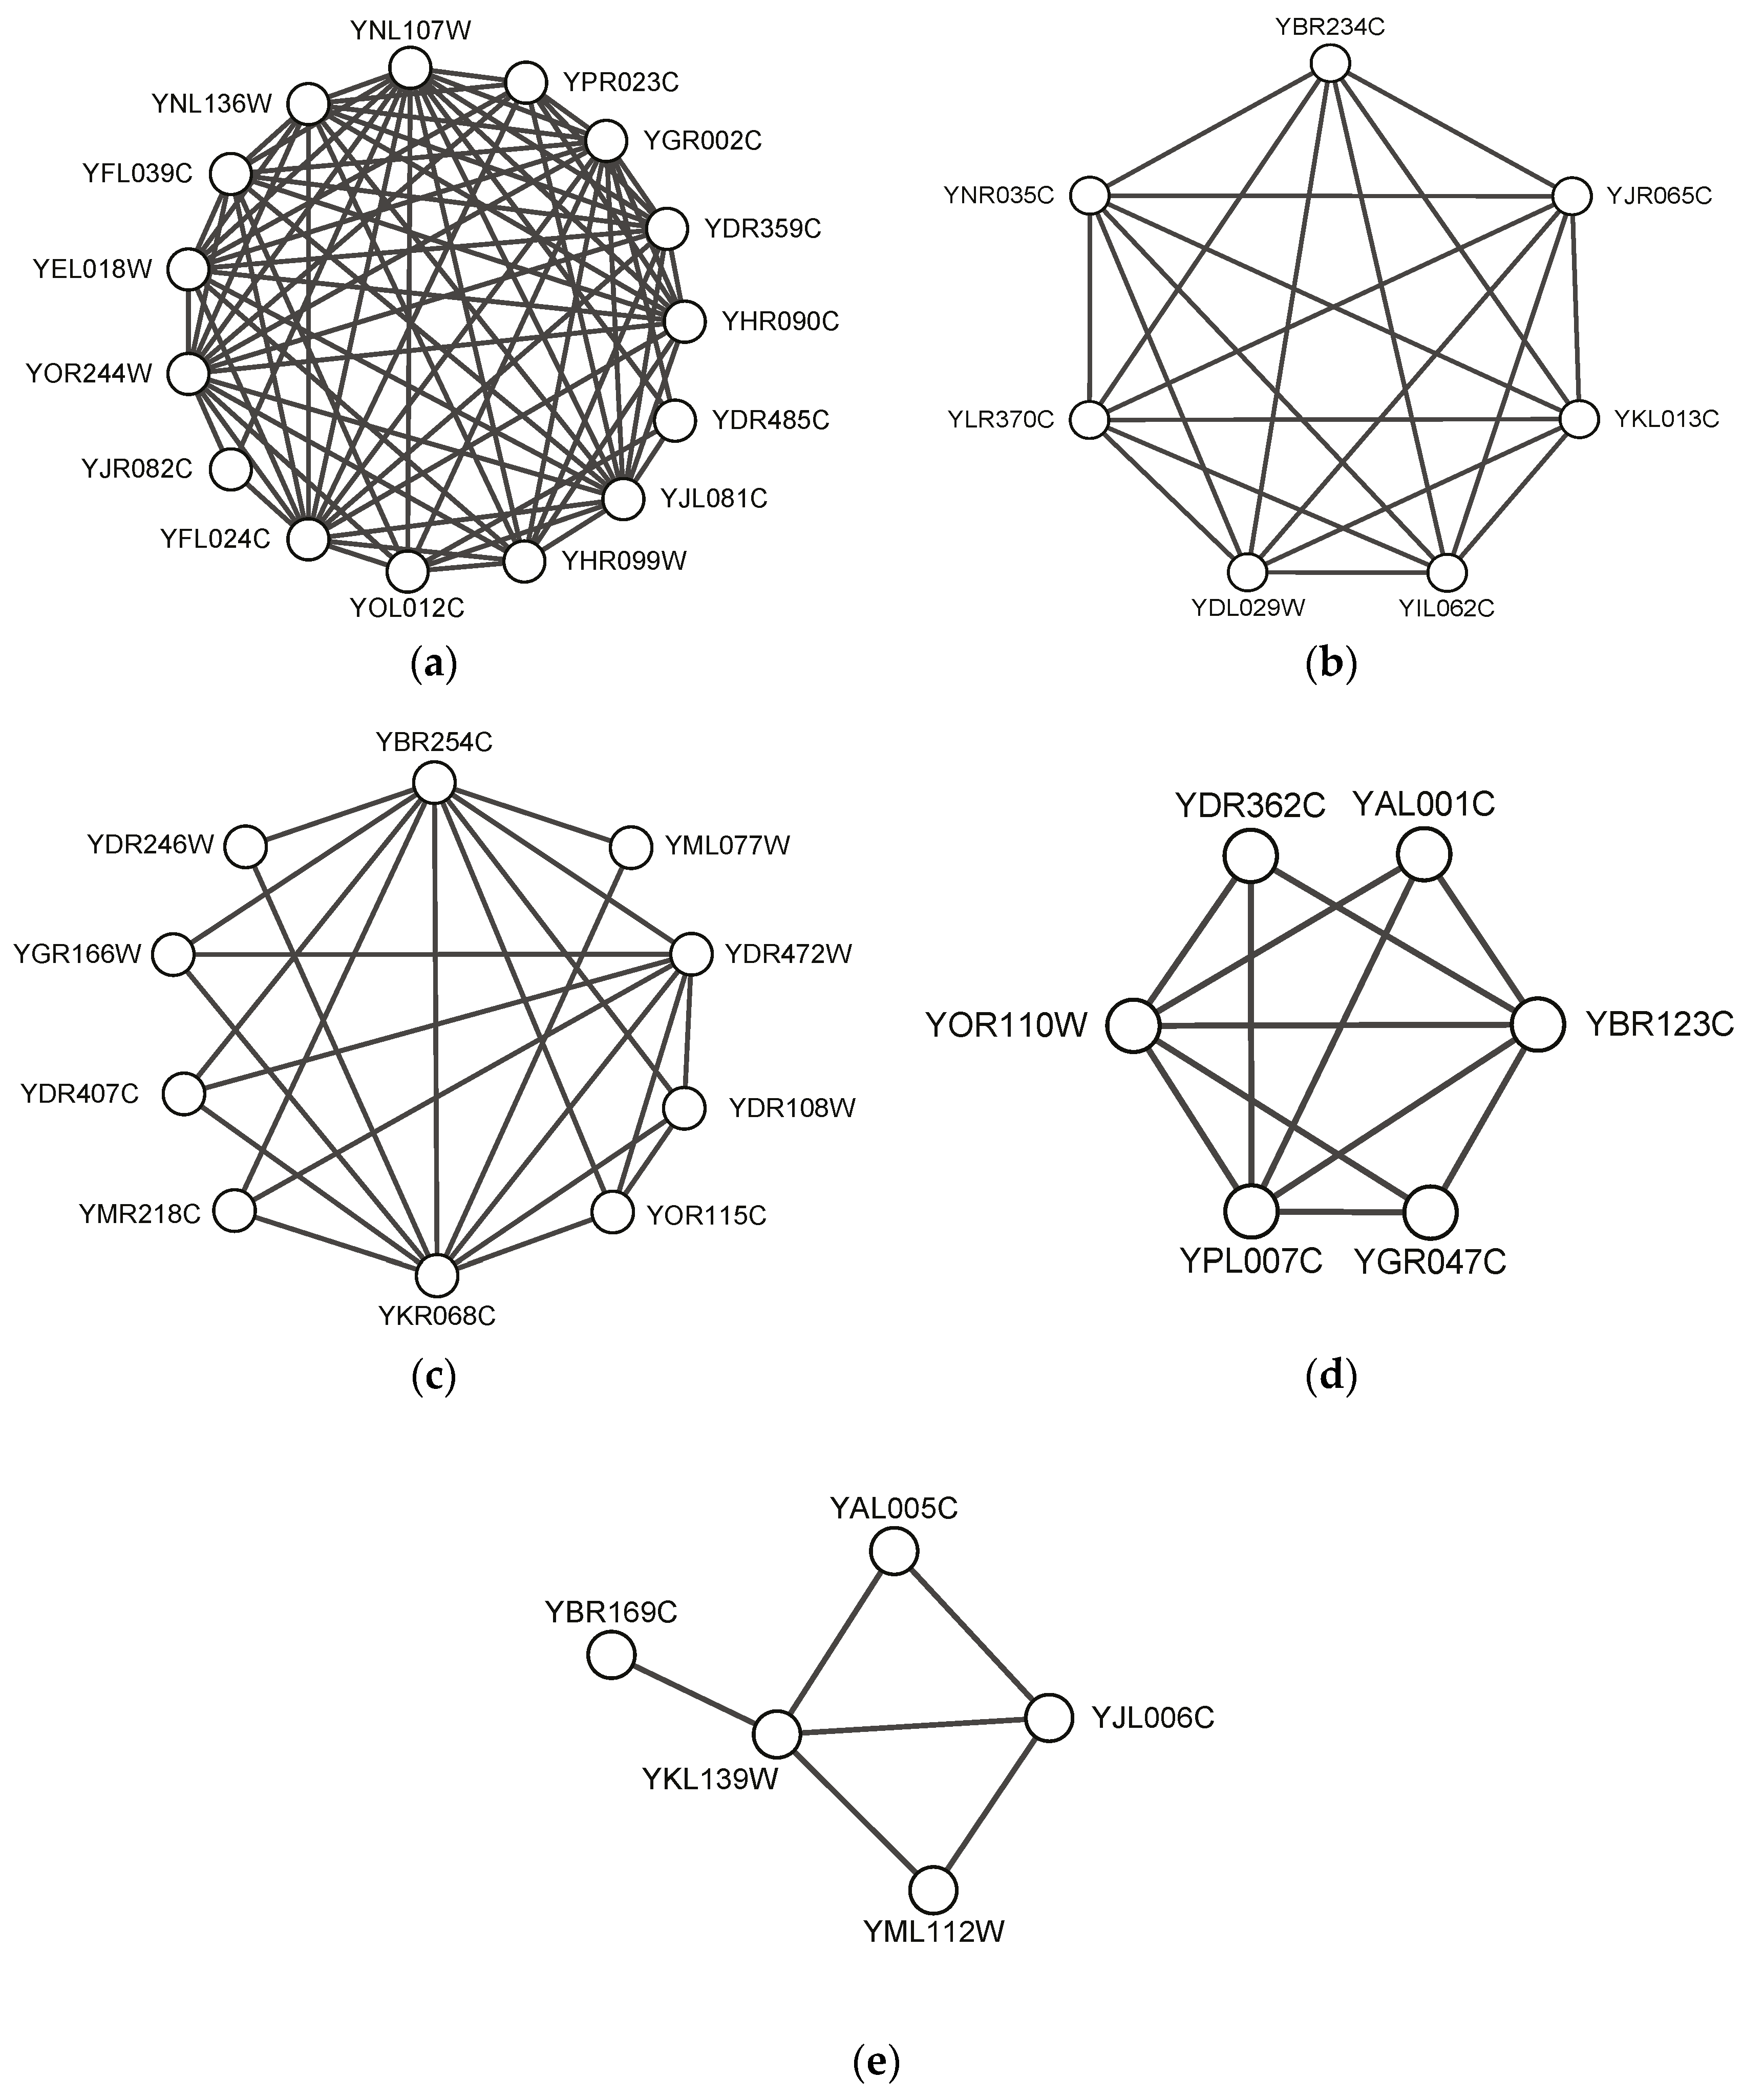 YNL107W
YPR023C
YNL136W
YGR002C
YFL039C
YDR359C
YEL018W
YHR090C
YOR244W
YDR485C
YJR082C
YJL081C
YFL024C
YHR099W
YOL012C
(a)
YBR234C
YNR035C
YJR065C
YLR370C
YKL013C
YDL029W
YIL062C
(b)
YBR254C
YDR246W
YML077W
YGR166W
YDR472W
YDR407C
YDR108W
YMR218C
YOR115C
YKR068C
(c)
YDR362C
YAL001C
YOR110W
YBR123C
YPL007C
YGR047C
(d)
YAL005C
YBR169C
YJL006C
YKL139W
YML112W
(e)